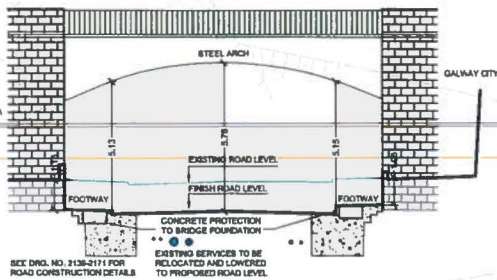 STEEL ARCH
GALWAY CITY
5.13
5.78
5.15
EXISTING ROAD LEVEL
FINISH ROAD LEVEL
FOOTWAY
FOOTWAY
CONCRETE PROTECTION
TO BRIDGE FOUNDATION
SEE DRG. NO. 2136-2171 FOR
ROAD CONSTRUCTION DETAILS
EXISTING SERVICES TO BE
RELOCATED AND LOWERED
TO PROPOSED ROAD LEVEL